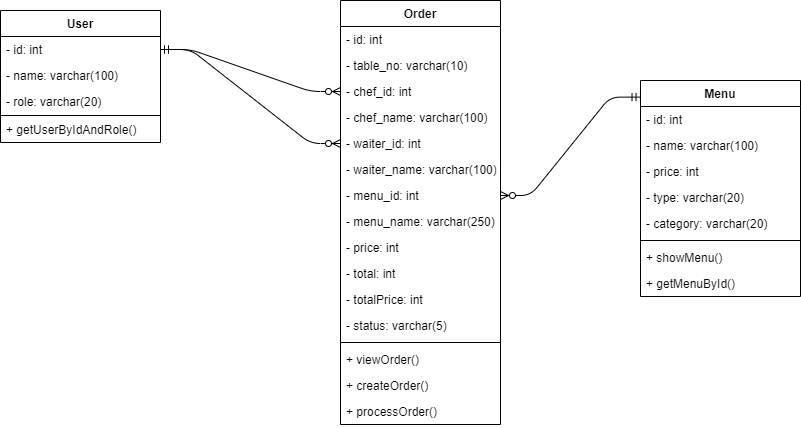 User
- id: int
- name: varchar(100)
- role: varchar(20)
+ getUserByIdAndRole()
Order
- id: int
- table_no: varchar(10)
- chef_id: int
- chef_name: varchar(100)
- waiter_id: int
- waiter_name: varchar(100)
- menu_id: int
- menu_name: varchar(250)
- price: int
- total: int
- totalPrice: int
- status: varchar(5)
+ viewOrder()
+ createOrder()
+ processOrder()
Menu
- id: int
- name: varchar(100)
- price: int
- type: varchar(20)
- category: varchar(20)
+ showMenu()
+ getMenuById()